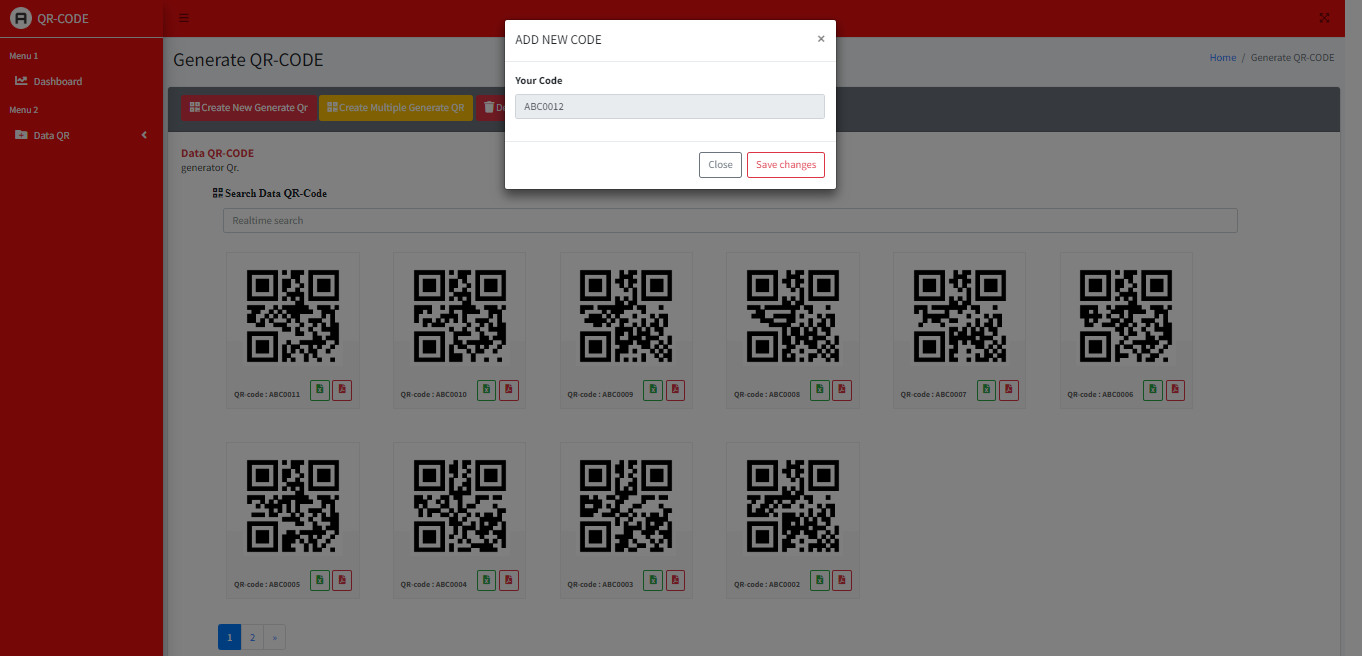 QR-CODE
Menu 1
Dashboard
Menu 2
Data QR
Generate QR-CODE
Home / Generate QR-CODE
Create New Generate Qr
Create Multiple Generate QR
ADD NEW CODE
×
Your Code
ABC0012
Close
Save changes
Data QR-CODE
generator Qr.
Search Data QR-Code
Realtime search
QR-code : ABC0011
QR-code : ABC0010
QR-code : ABC0009
QR-code : ABC0008
QR-code : ABC0007
QR-code : ABC0006
QR-code : ABC0005
QR-code : ABC0004
QR-code : ABC0003
QR-code : ABC0002
1 2 »